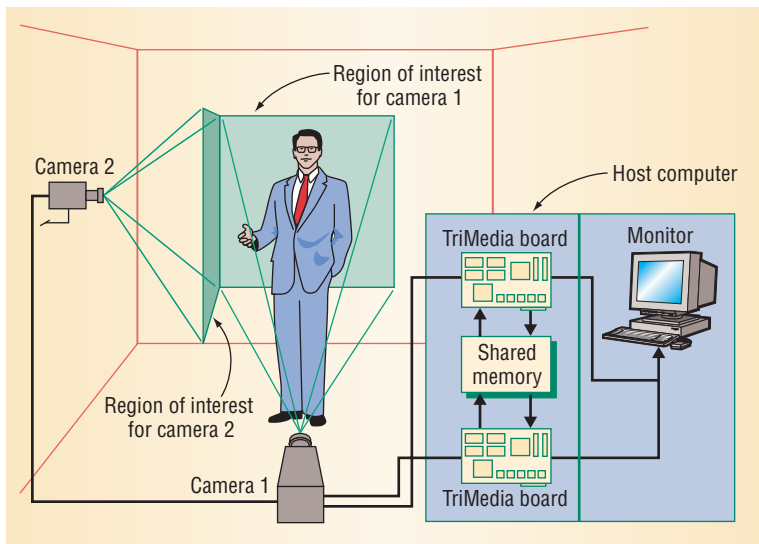 Region of interest
for camera 1
Camera 2
Host computer
TriMedia board
Monitor
Shared
memory
Region of interest
for camera 2
Camera 1
TriMedia board